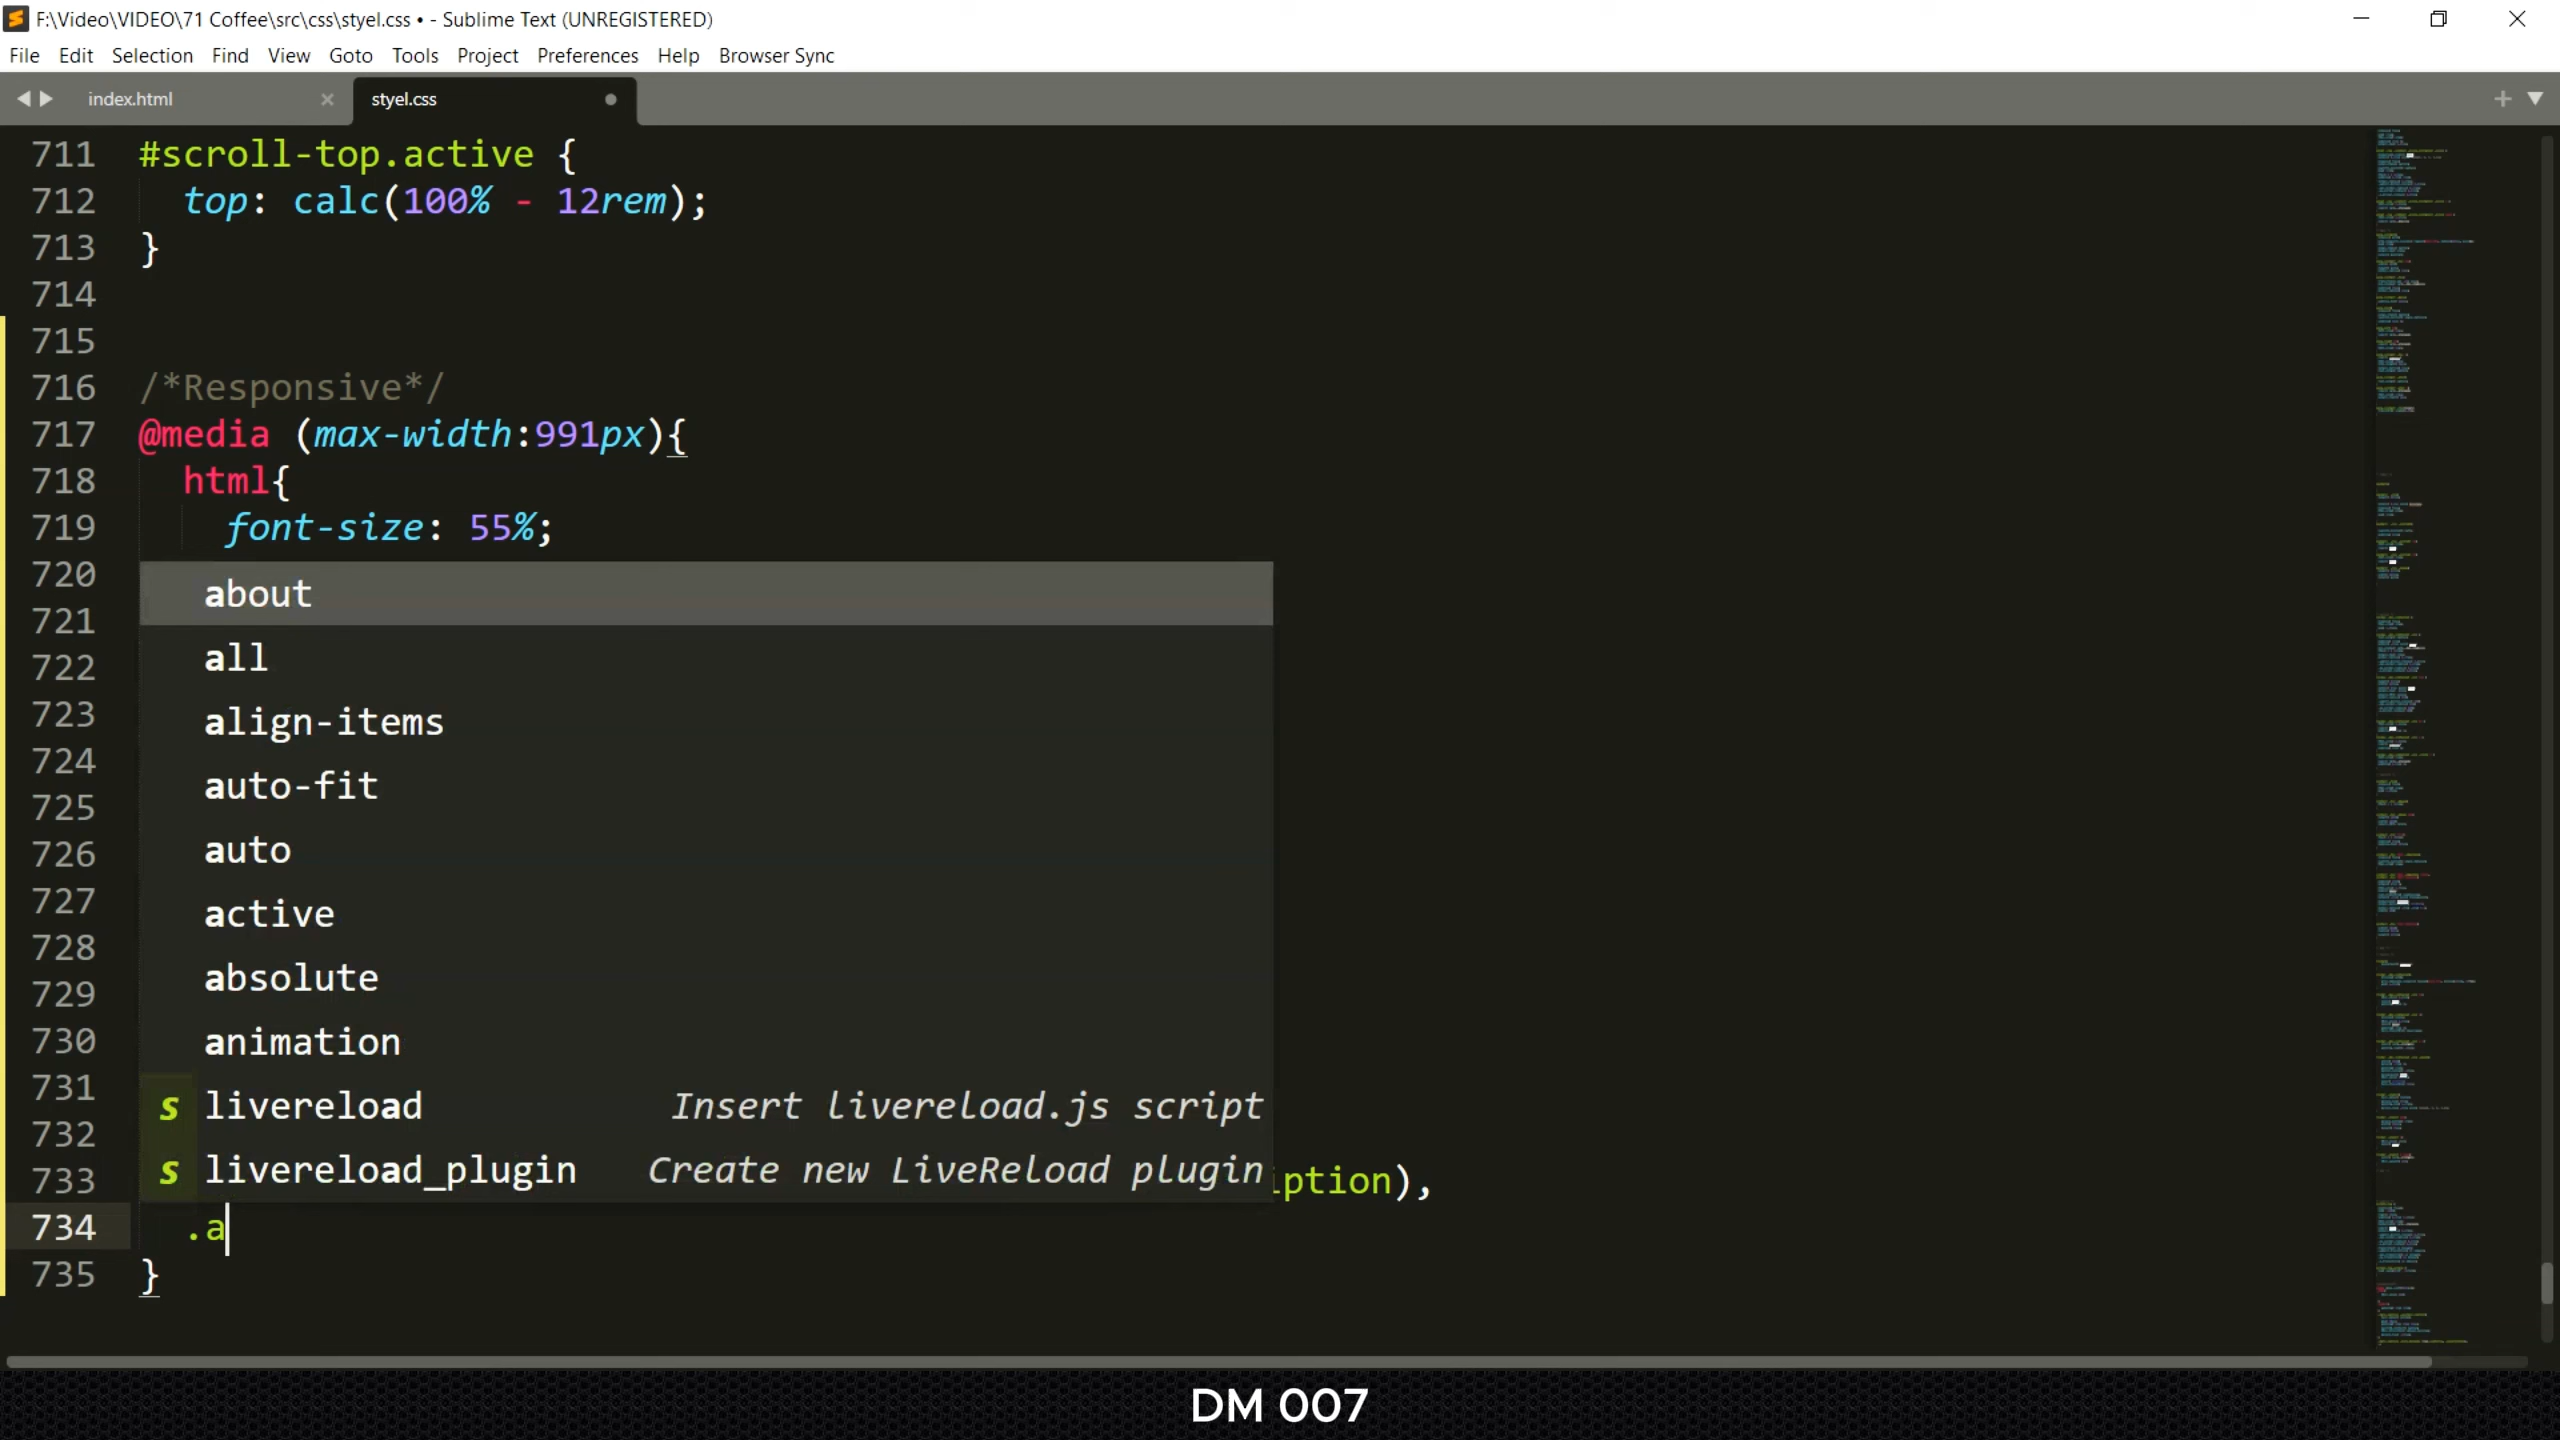 F:\Video\VIDEO\71 Coffee\src\css\styel.css • - Sublime Text (UNREGISTERED)
File Edit Selection Find View Goto Tools Project Preferences Help Browser Sync
index.html styel.css
711 #scroll-top.active {
712 top: calc(100% - 12rem);
713 }
714
715
716 /*Responsive*/
717 @media (max-width:991px){
718 html{
719 font-size: 55%;
720 about
721 all
722 align-items
723
724 auto-fit
725
726 auto
727 active
728 absolute
729
730 animation
731 s livereload Insert livereload.js script
732 s livereload_plugin Create new LiveReload plugin
733 iption),
734 .a
735 }
DM 007